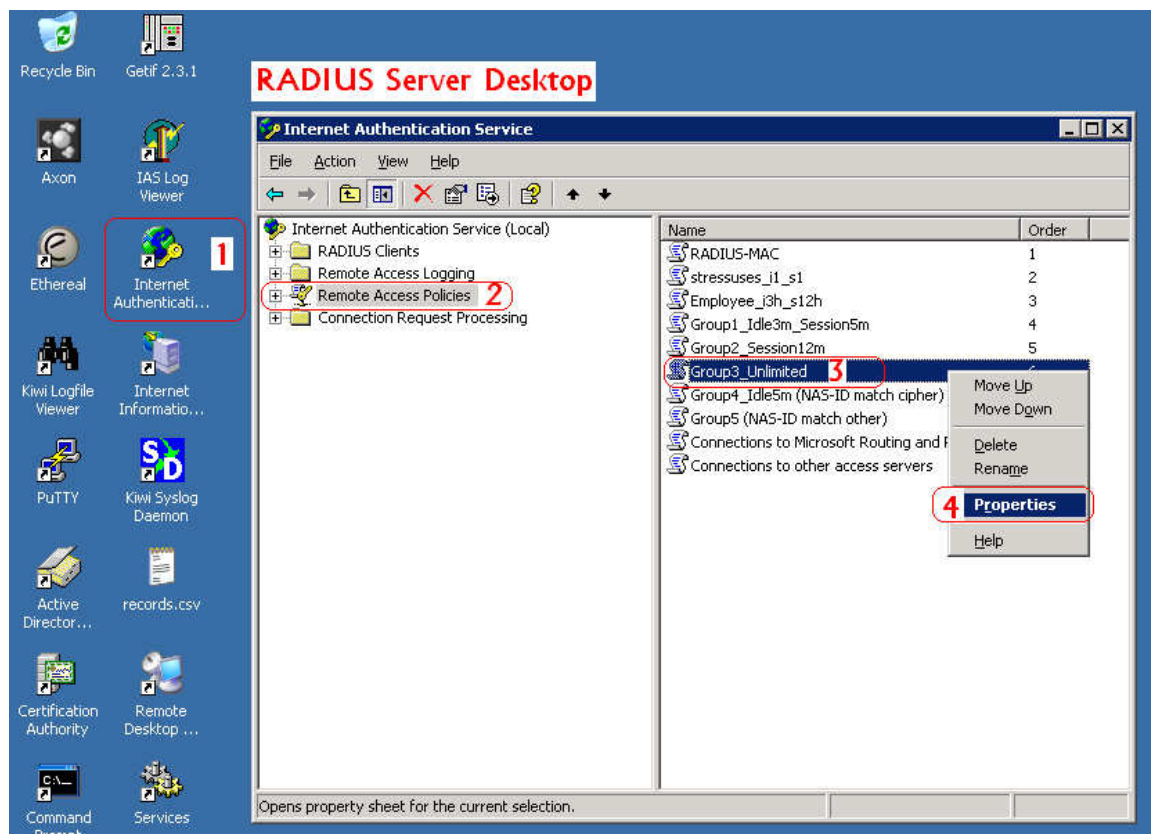 Recycle Bin
Getif 2.3.1
RADIUS Server Desktop
Axon
IAS Log
Viewer
Ethereal
Internet
Authenticati...
1
Kiwi Logfile
Viewer
Internet
Informatio...
PuTTY
Kiwi Syslog
Daemon
Active
Director...
records.csv
Certification
Authority
Remote
Desktop ...
C:\_
Command
Prompt
Services
Internet Authentication Service
File Action View Help
Internet Authentication Service (Local)
RADIUS Clients
Remote Access Logging
Remote Access Policies 2
Connection Request Processing
Name Order
RADIUS-MAC 1
stressuses_i1_s1 2
Employee_i3h_s12h 3
Group1_Idle3m_Session5m 4
Group2_Session12m 5
Group3_Unlimited 3
Group4_Idle5m (NAS-ID match cipher)
Group5 (NAS-ID match other)
Connections to Microsoft Routing and
Connections to other access servers
Move Up
Move Down
Delete
Rename
4 Properties
Help
Opens property sheet for the current selection.